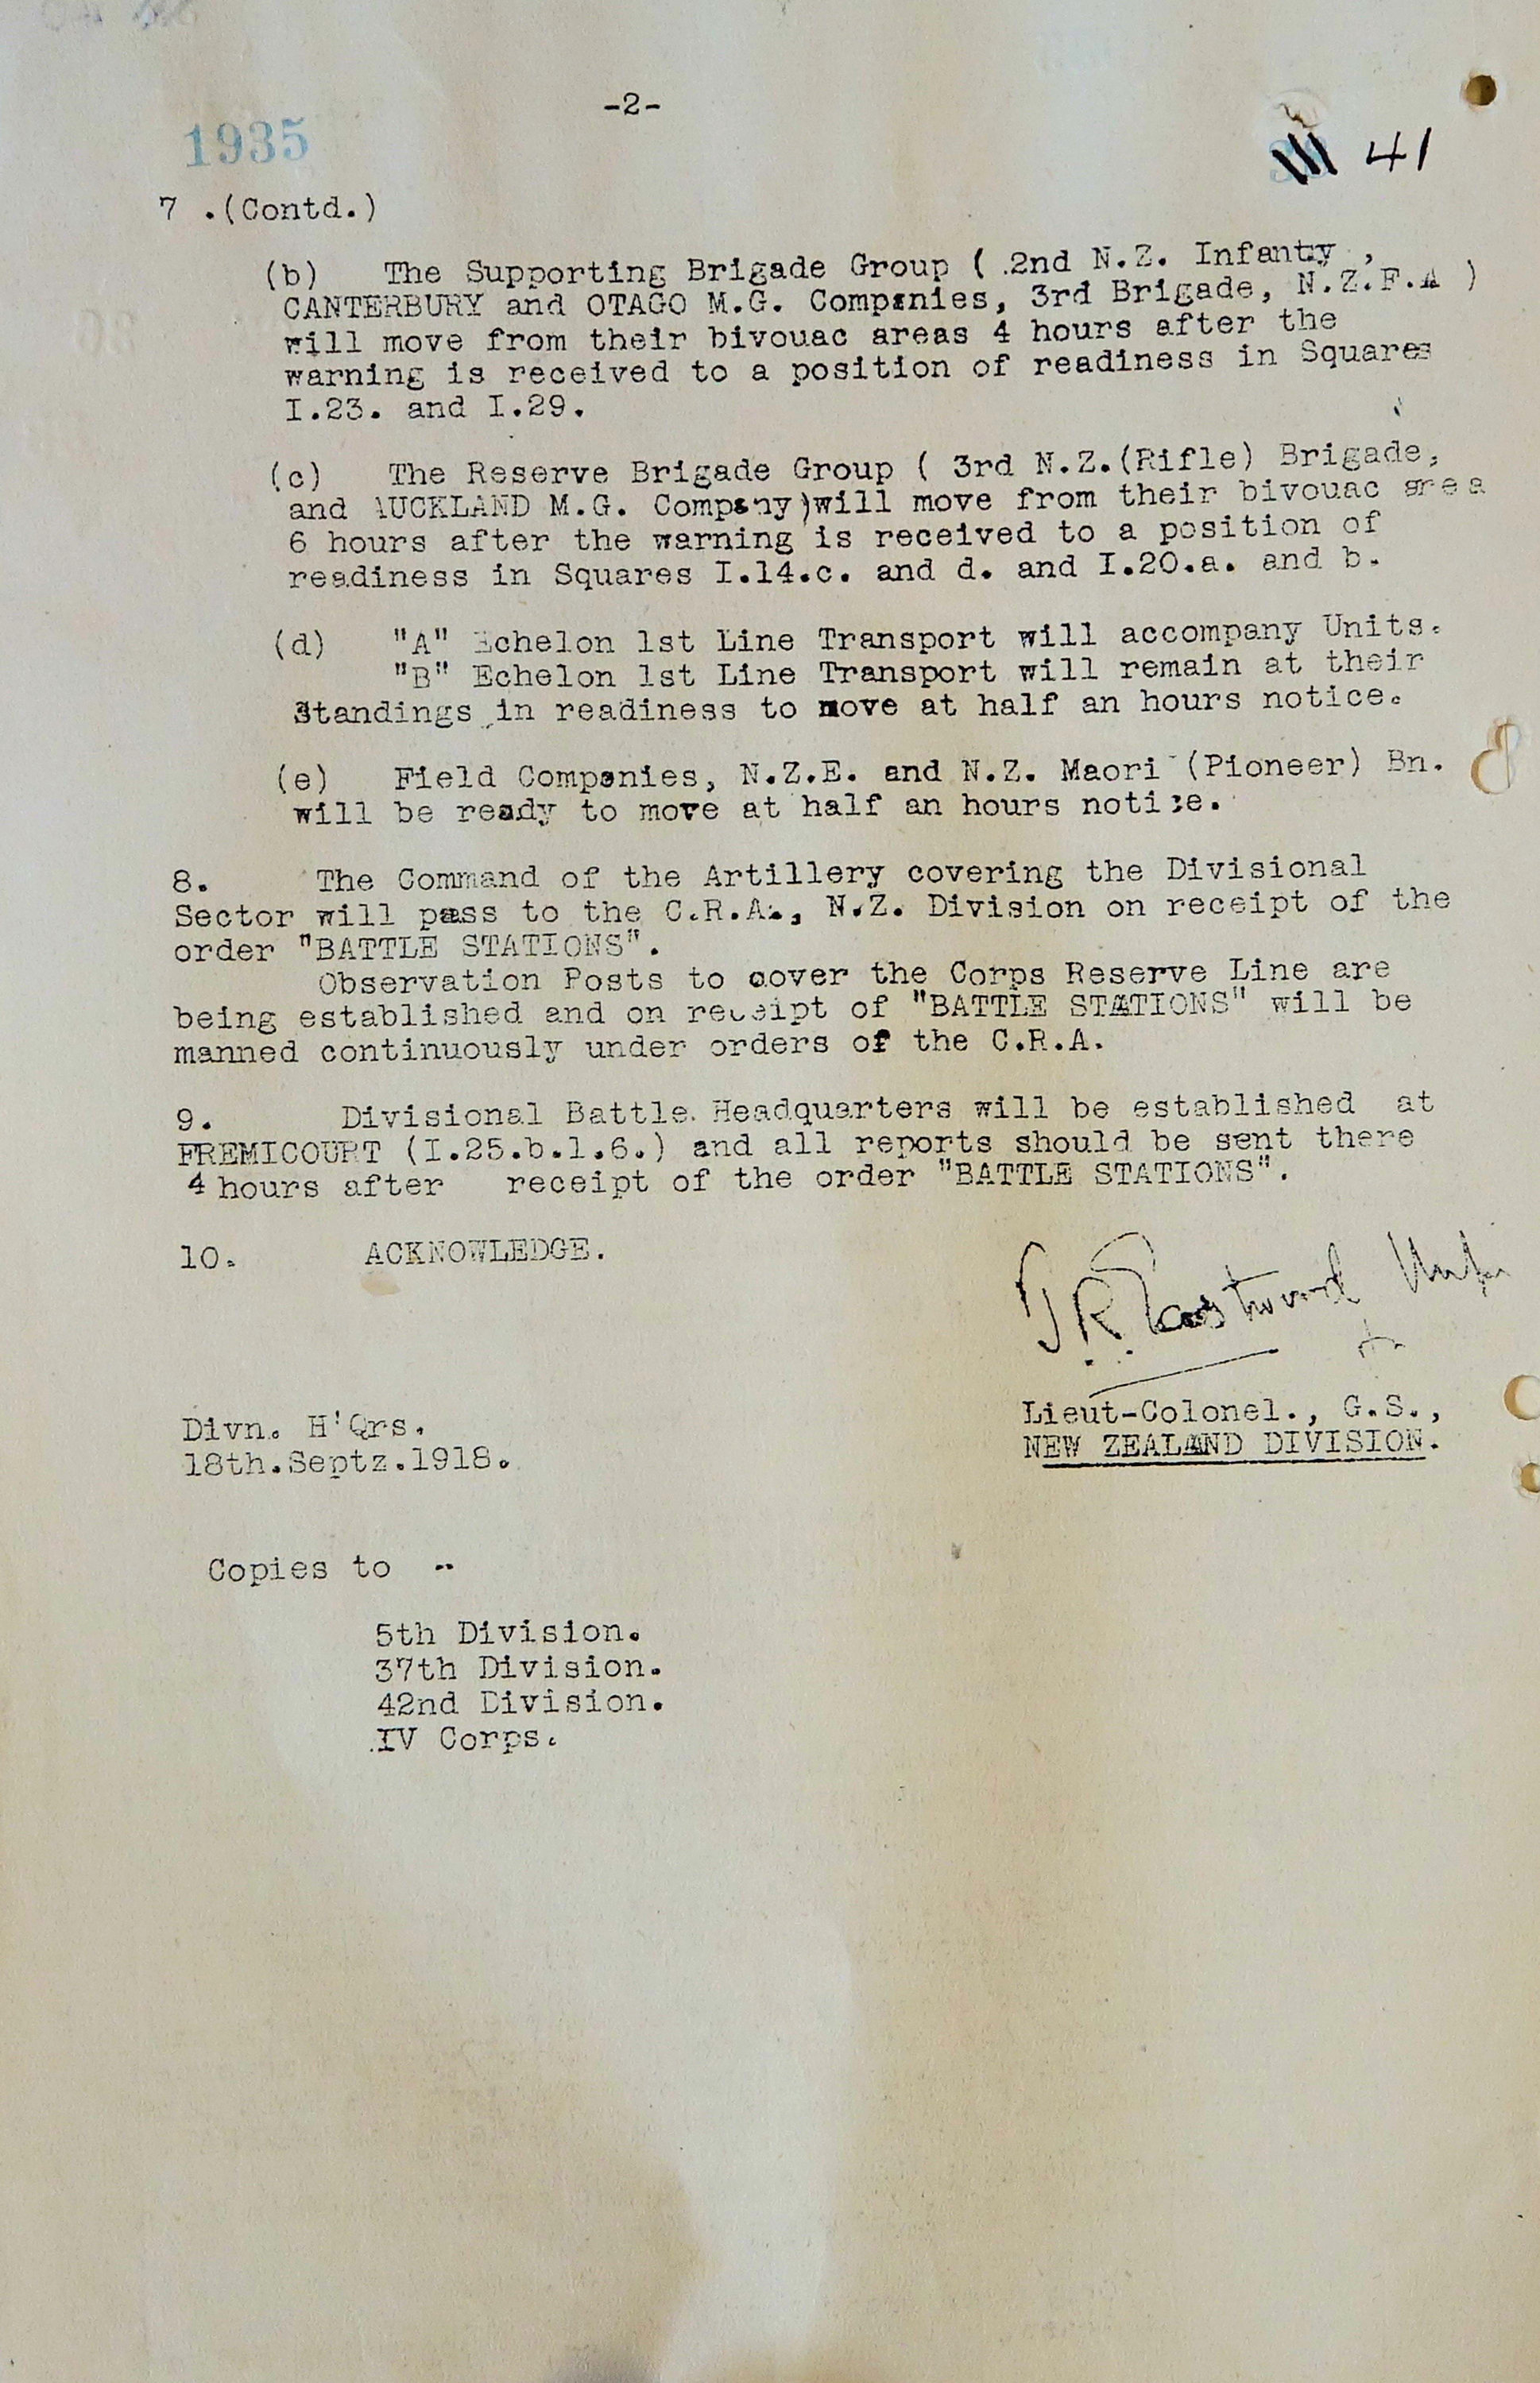 -2-
1935
41
7 .(Contd.)
(b) The Supporting Brigade Group ( 2nd N.Z. Infantry ,
CANTERBURY and OTAGO M.G. Companies, 3rd Brigade, N.Z.F.A )
will move from their bivouac areas 4 hours after the
warning is received to a position of readiness in Squares
I.23. and I.29.
(c) The Reserve Brigade Group ( 3rd N.Z.(Rifle) Brigade,
and AUCKLAND M.G. Company)will move from their bivouac area
6 hours after the warning is received to a position of
readiness in Squares I.14.c. and d. and I.20.a. and b.
(d) "A" Echelon 1st Line Transport will accompany Units.
"B" Echelon 1st Line Transport will remain at their
Standings in readiness to move at half an hours notice.
(e) Field Companies, N.Z.E. and N.Z. Maori (Pioneer) Bn.
will be ready to move at half an hours notice.
8. The Command of the Artillery covering the Divisional
Sector will pass to the C.R.A., N.Z. Division on receipt of the
order "BATTLE STATIONS".
Observation Posts to cover the Corps Reserve Line are
being established and on receipt of "BATTLE STATIONS" will be
manned continuously under orders of the C.R.A.
9. Divisional Battle Headquarters will be established at
FREMICOURT (I.25.b.1.6.) and all reports should be sent there
4 hours after receipt of the order "BATTLE STATIONS".
10. ACKNOWLEDGE.
T R Eastwood
Lieut-Colonel., G.S.,
NEW ZEALAND DIVISION.
Divn. H'Qrs.
18th.Septz.1918.
Copies to --
5th Division.
37th Division.
42nd Division.
IV Corps.